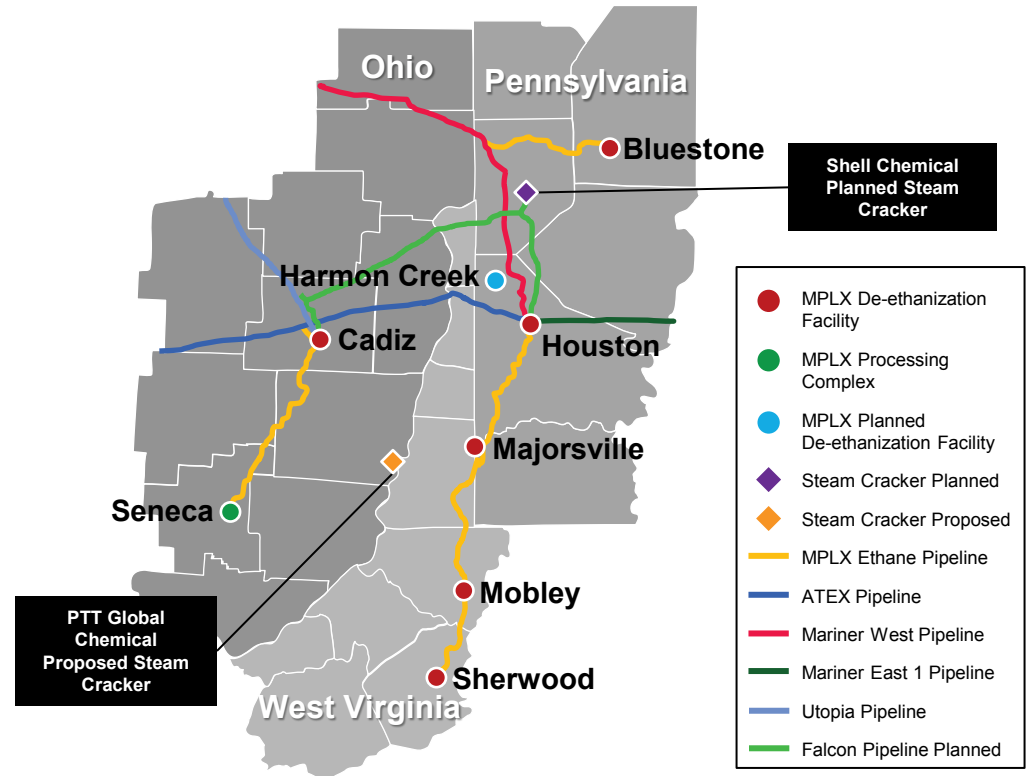 Ohio
Pennsylvania
Bluestone
Shell Chemical
Planned Steam
Cracker
Harmon Creek
Cadiz
Houston
Majorsville
Seneca
Mobley
PTT Global
Chemical
Proposed Steam
Cracker
Sherwood
West Virginia
MPLX De-ethanization
Facility
MPLX Processing
Complex
MPLX Planned
De-ethanization Facility
Steam Cracker Planned
Steam Cracker Proposed
MPLX Ethane Pipeline
ATEX Pipeline
Mariner West Pipeline
Mariner East 1 Pipeline
Utopia Pipeline
Falcon Pipeline Planned